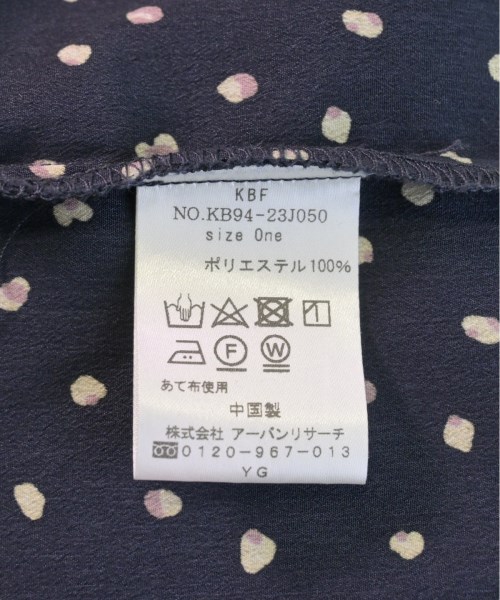 KBF
NO.KB94-23J050
size One
ポリエステル100%
F W
あて布使用
中国製
株式会社 アーバンリサーチ
0120-967-013
YG